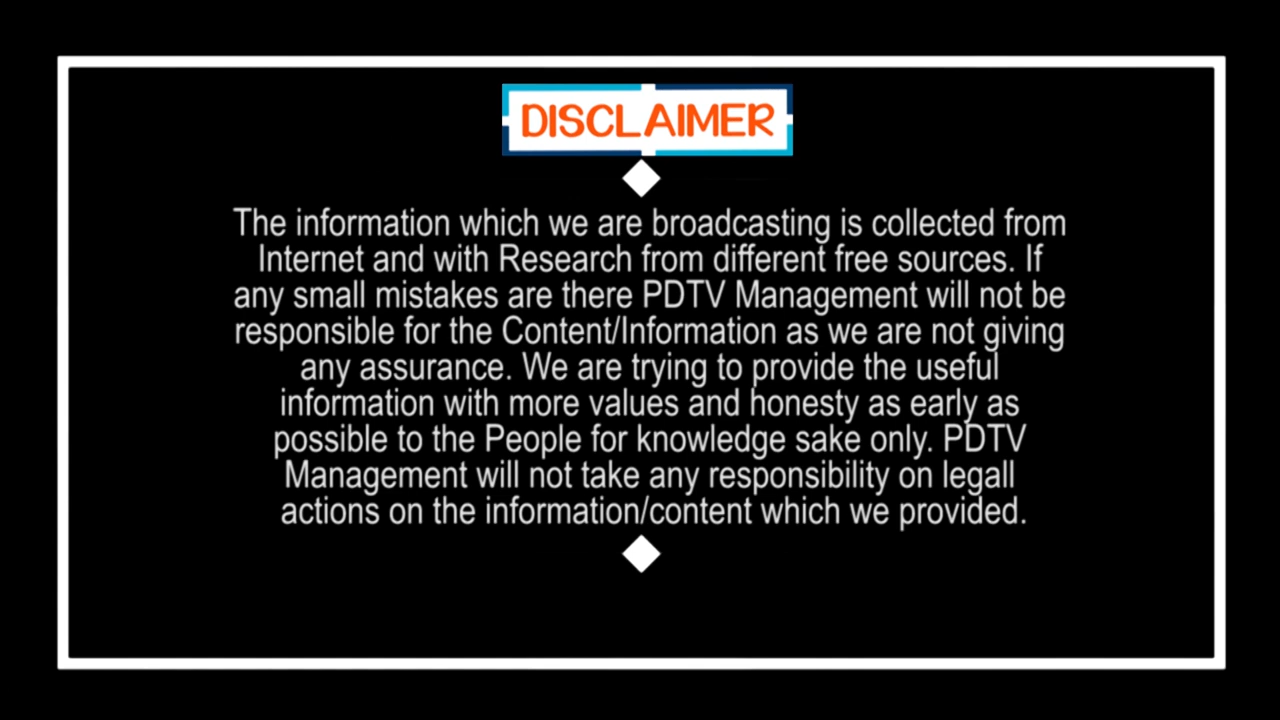 DISCLAIMER
The information which we are broadcasting is collected from
Internet and with Research from different free sources. If
any small mistakes are there PDTV Management will not be
responsible for the Content/Information as we are not giving
any assurance. We are trying to provide the useful
information with more values and honesty as early as
possible to the People for knowledge sake only. PDTV
Management will not take any responsibility on legall
actions on the information/content which we provided.